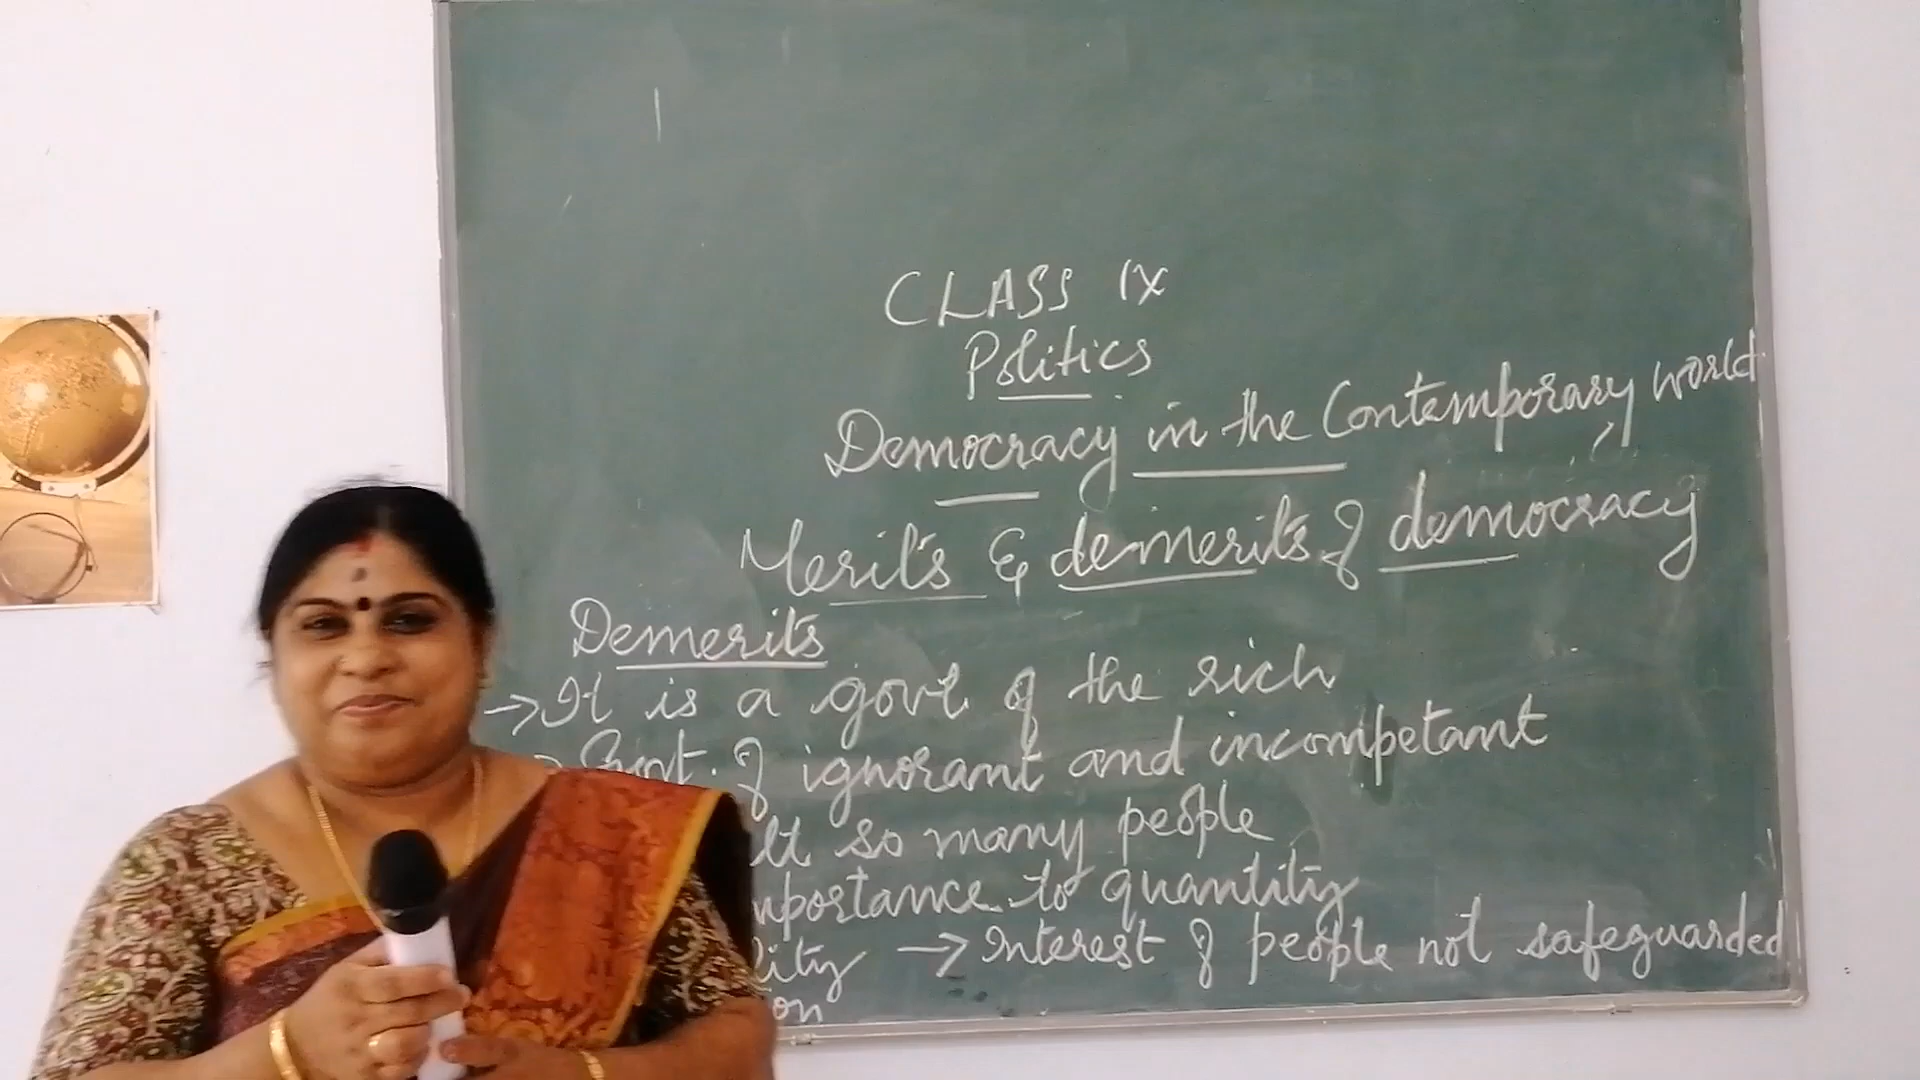 CLASS IX
Politics
Democracy in the Contemporary world
Merits & demerits of democracy
Demerits
→ It is a govt. of the rich
→ Govt. of ignorant and incompetant
so many people
importance to quantity
→ Interest of people not safeguarded